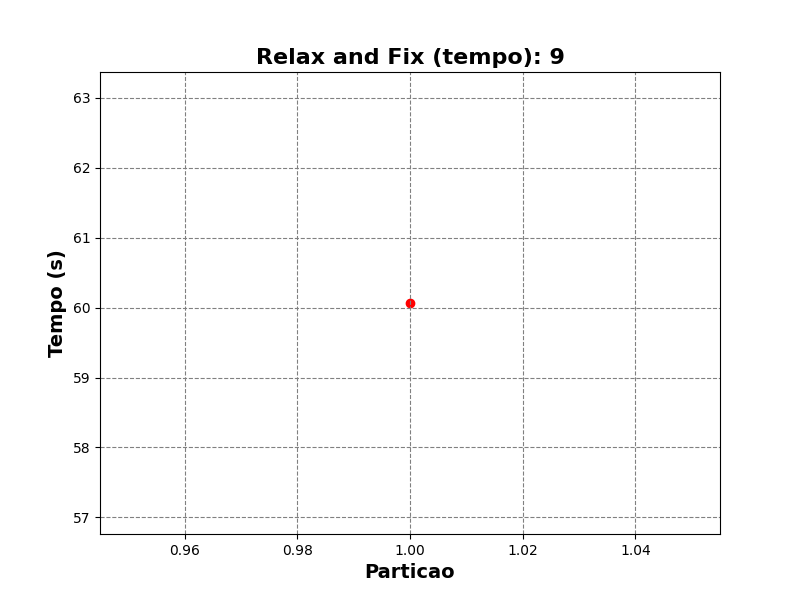 Relax and Fix (tempo): 9
63
62
61
60
59
58
57
Tempo (s)
0.96 0.98 1.00 1.02 1.04
Particao